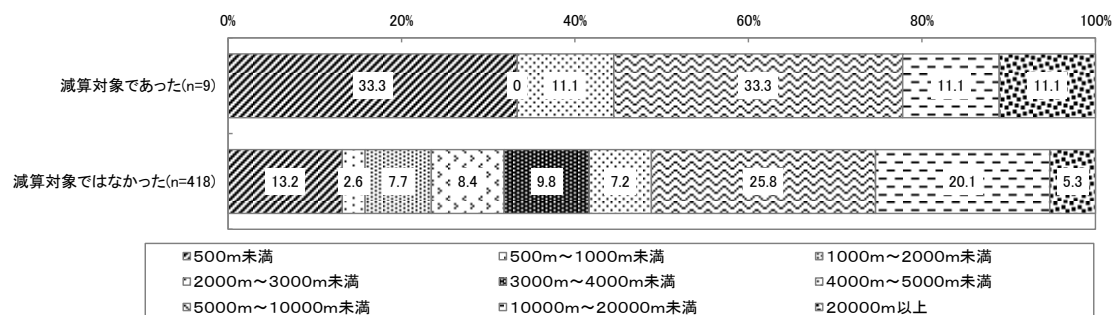 0% 20% 40% 60% 80% 100%
減算対象であった(n=9) 33.3 0 11.1 33.3 11.1 11.1
減算対象ではなかった(n=418) 13.2 2.6 7.7 8.4 9.8 7.2 25.8 20.1 5.3
500m未満 500m~1000m未満 1000m~2000m未満
2000m~3000m未満 3000m~4000m未満 4000m~5000m未満
5000m~10000m未満 10000m~20000m未満 20000m以上